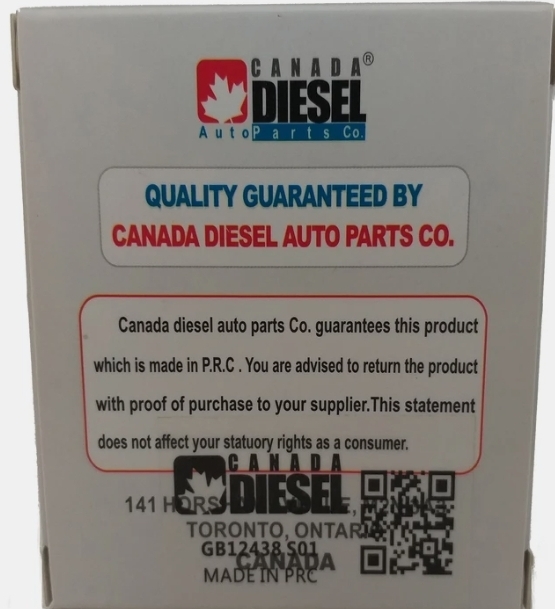 CANADA®
DIESEL
AutoParts Co.
QUALITY GUARANTEED BY
CANADA DIESEL AUTO PARTS CO.
Canada diesel auto parts Co. guarantees this product
which is made in P.R.C . You are advised to return the product
with proof of purchase to your supplier.This statement
does not affect your statuory rights as a consumer.
CANADA
DIESEL
141
TORONTO,
GB12438.S01
CANADA
MADE IN PRC